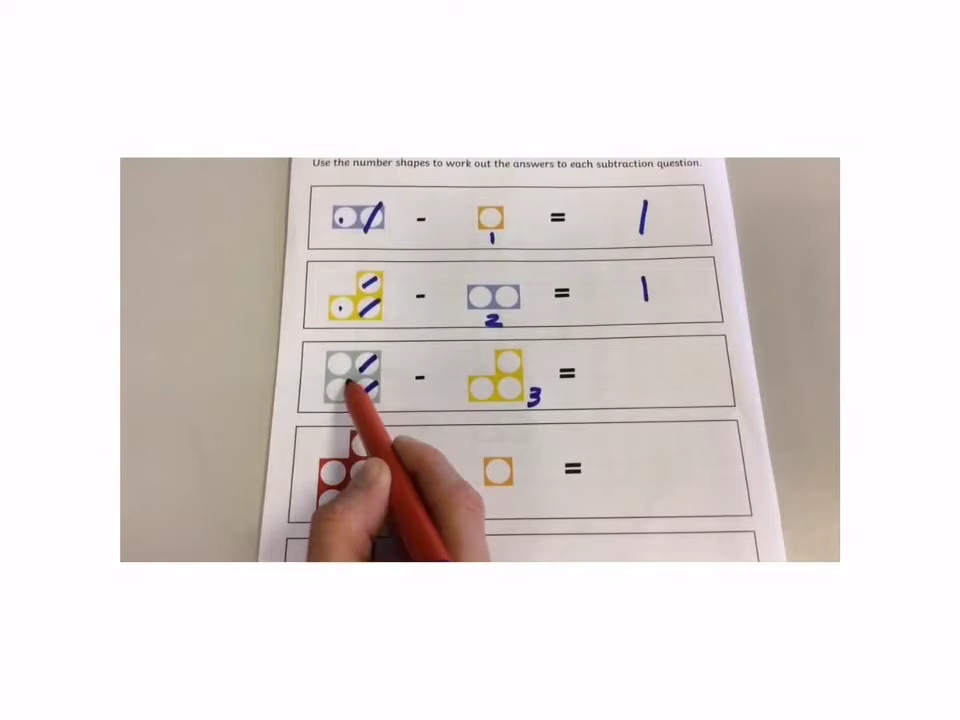 Use the number shapes to work out the answers to each subtraction question.
- = 1
1
- = 1
2
- =
3
=